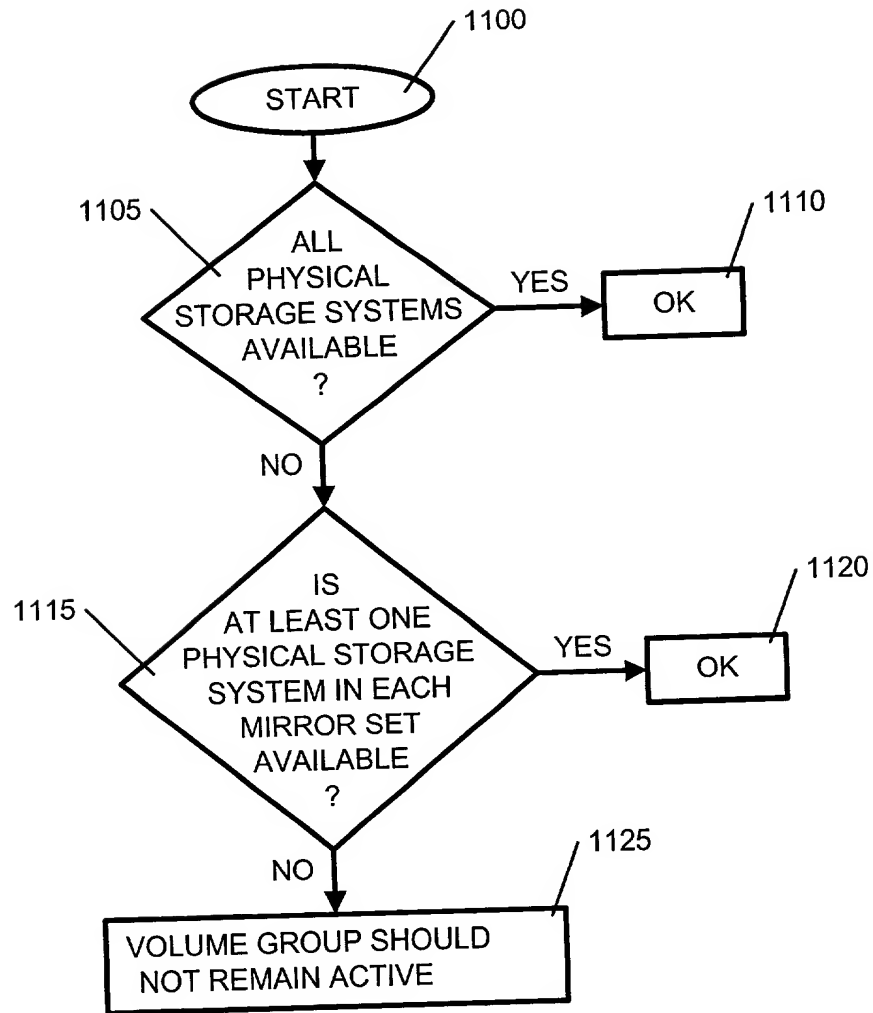 1100
START
1105
ALL
PHYSICAL
STORAGE SYSTEMS
AVAILABLE
?
YES
1110
OK
NO
1115
IS
AT LEAST ONE
PHYSICAL STORAGE
SYSTEM IN EACH
MIRROR SET
AVAILABLE
?
YES
1120
OK
NO
1125
VOLUME GROUP SHOULD
NOT REMAIN ACTIVE